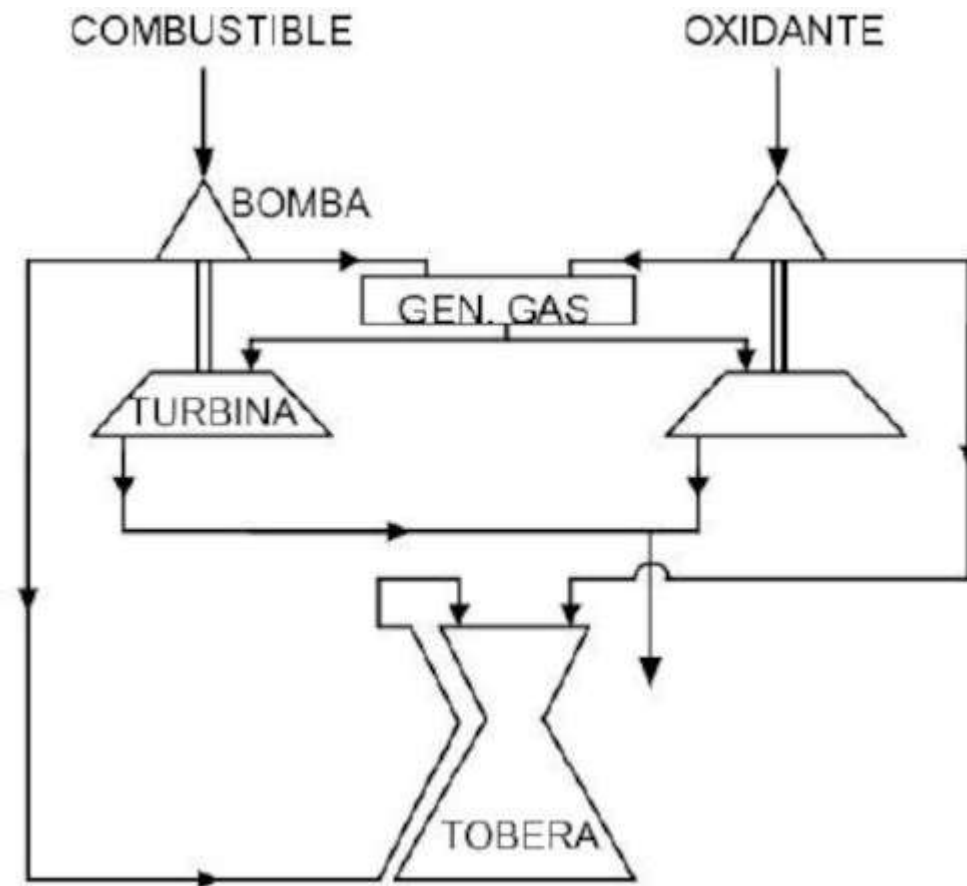 COMBUSTIBLE
OXIDANTE
BOMBA
GEN. GAS
TURBINA
TOBERA